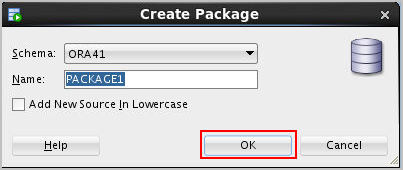 Create Package
Schema: ORA41
Name: PACKAGE1
Add New Source In Lowercase
Help OK Cancel